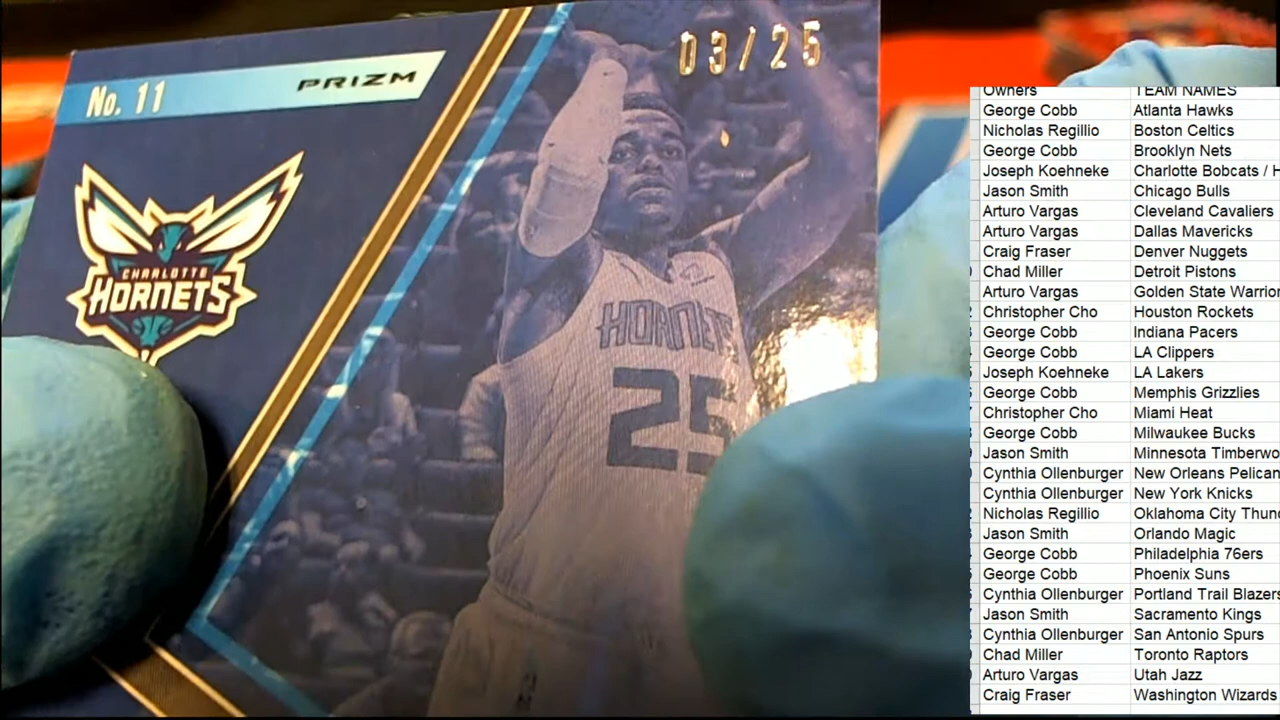 No. 11
PRIZM
03/25
CHARLOTTE
HORNETS
HORNETS
25
Owners TEAM NAMES
George Cobb Atlanta Hawks
Nicholas Regillio Boston Celtics
George Cobb Brooklyn Nets
Joseph Koehneke Charlotte Bobcats / H
Jason Smith Chicago Bulls
Arturo Vargas Cleveland Cavaliers
Arturo Vargas Dallas Mavericks
Craig Fraser Denver Nuggets
Chad Miller Detroit Pistons
Arturo Vargas Golden State Warrior
Christopher Cho Houston Rockets
George Cobb Indiana Pacers
George Cobb LA Clippers
Joseph Koehneke LA Lakers
George Cobb Memphis Grizzlies
Christopher Cho Miami Heat
George Cobb Milwaukee Bucks
Jason Smith Minnesota Timberwo
Cynthia Ollenburger New Orleans Pelican
Cynthia Ollenburger New York Knicks
Nicholas Regillio Oklahoma City Thun
Jason Smith Orlando Magic
George Cobb Philadelphia 76ers
George Cobb Phoenix Suns
Cynthia Ollenburger Portland Trail Blazers
Jason Smith Sacramento Kings
Cynthia Ollenburger San Antonio Spurs
Chad Miller Toronto Raptors
Arturo Vargas Utah Jazz
Craig Fraser Washington Wizards